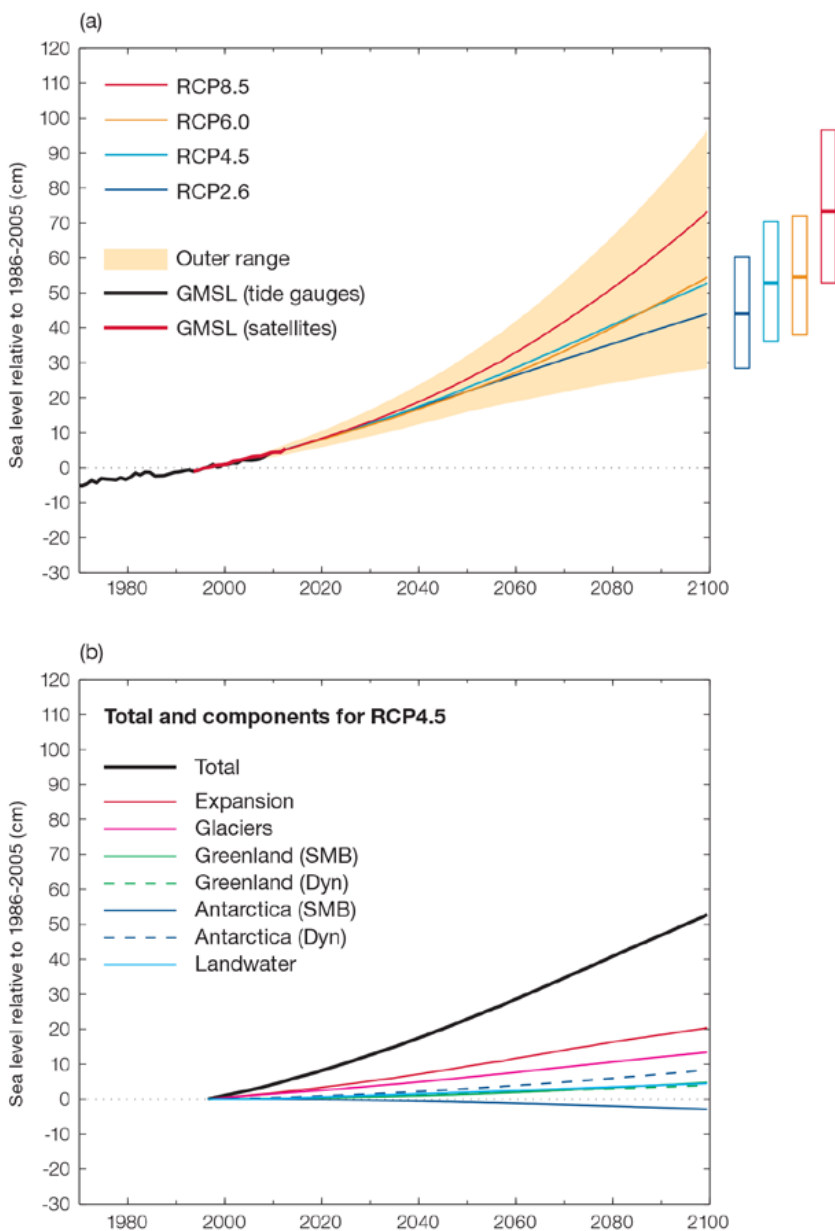 (a)
120
110
100
90
80
70
60
50
40
30
20
10
0
-10
-20
-30
Sea level relative to 1986-2005 (cm)
RCP8.5
RCP6.0
RCP4.5
RCP2.6
Outer range
GMSL (tide gauges)
GMSL (satellites)
1980 2000 2020 2040 2060 2080 2100
(b)
120
110
100
90
80
70
60
50
40
30
20
10
0
-10
-20
-30
Sea level relative to 1986-2005 (cm)
Total and components for RCP4.5
Total
Expansion
Glaciers
Greenland (SMB)
Greenland (Dyn)
Antarctica (SMB)
Antarctica (Dyn)
Landwater
1980 2000 2020 2040 2060 2080 2100